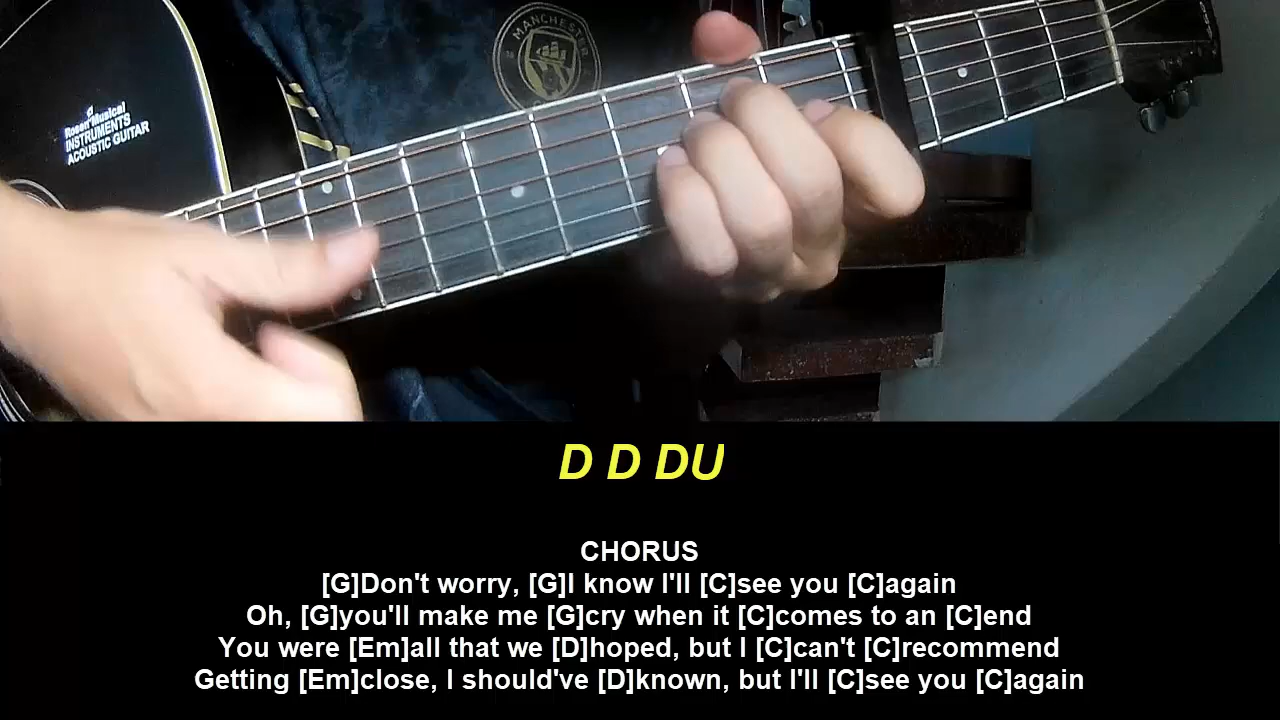 MANCHESTER
Rosen Musical
INSTRUMENTS
ACOUSTIC GUITAR
D D DU
CHORUS
[G]Don't worry, [G]I know I'll [C]see you [C]again
Oh, [G]you'll make me [G]cry when it [C]comes to an [C]end
You were [Em]all that we [D]hoped, but I [C]can't [C]recommend
Getting [Em]close, I should've [D]known, but I'll [C]see you [C]again